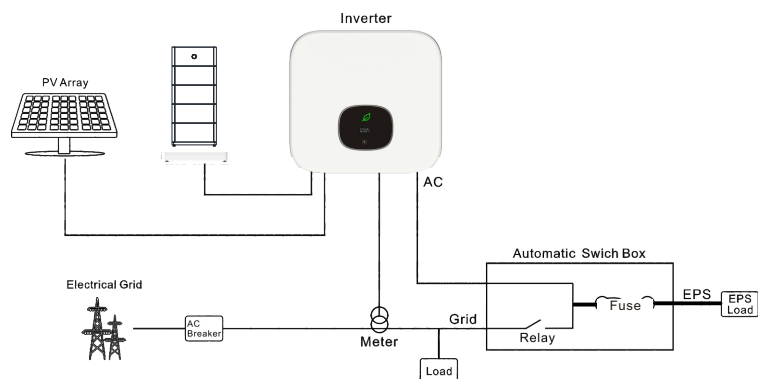 Inverter
PV Array
AC
Automatic Swich Box
Electrical Grid
EPS
EPS
Load
Fuse
AC
Breaker
Grid
Relay
Meter
Load